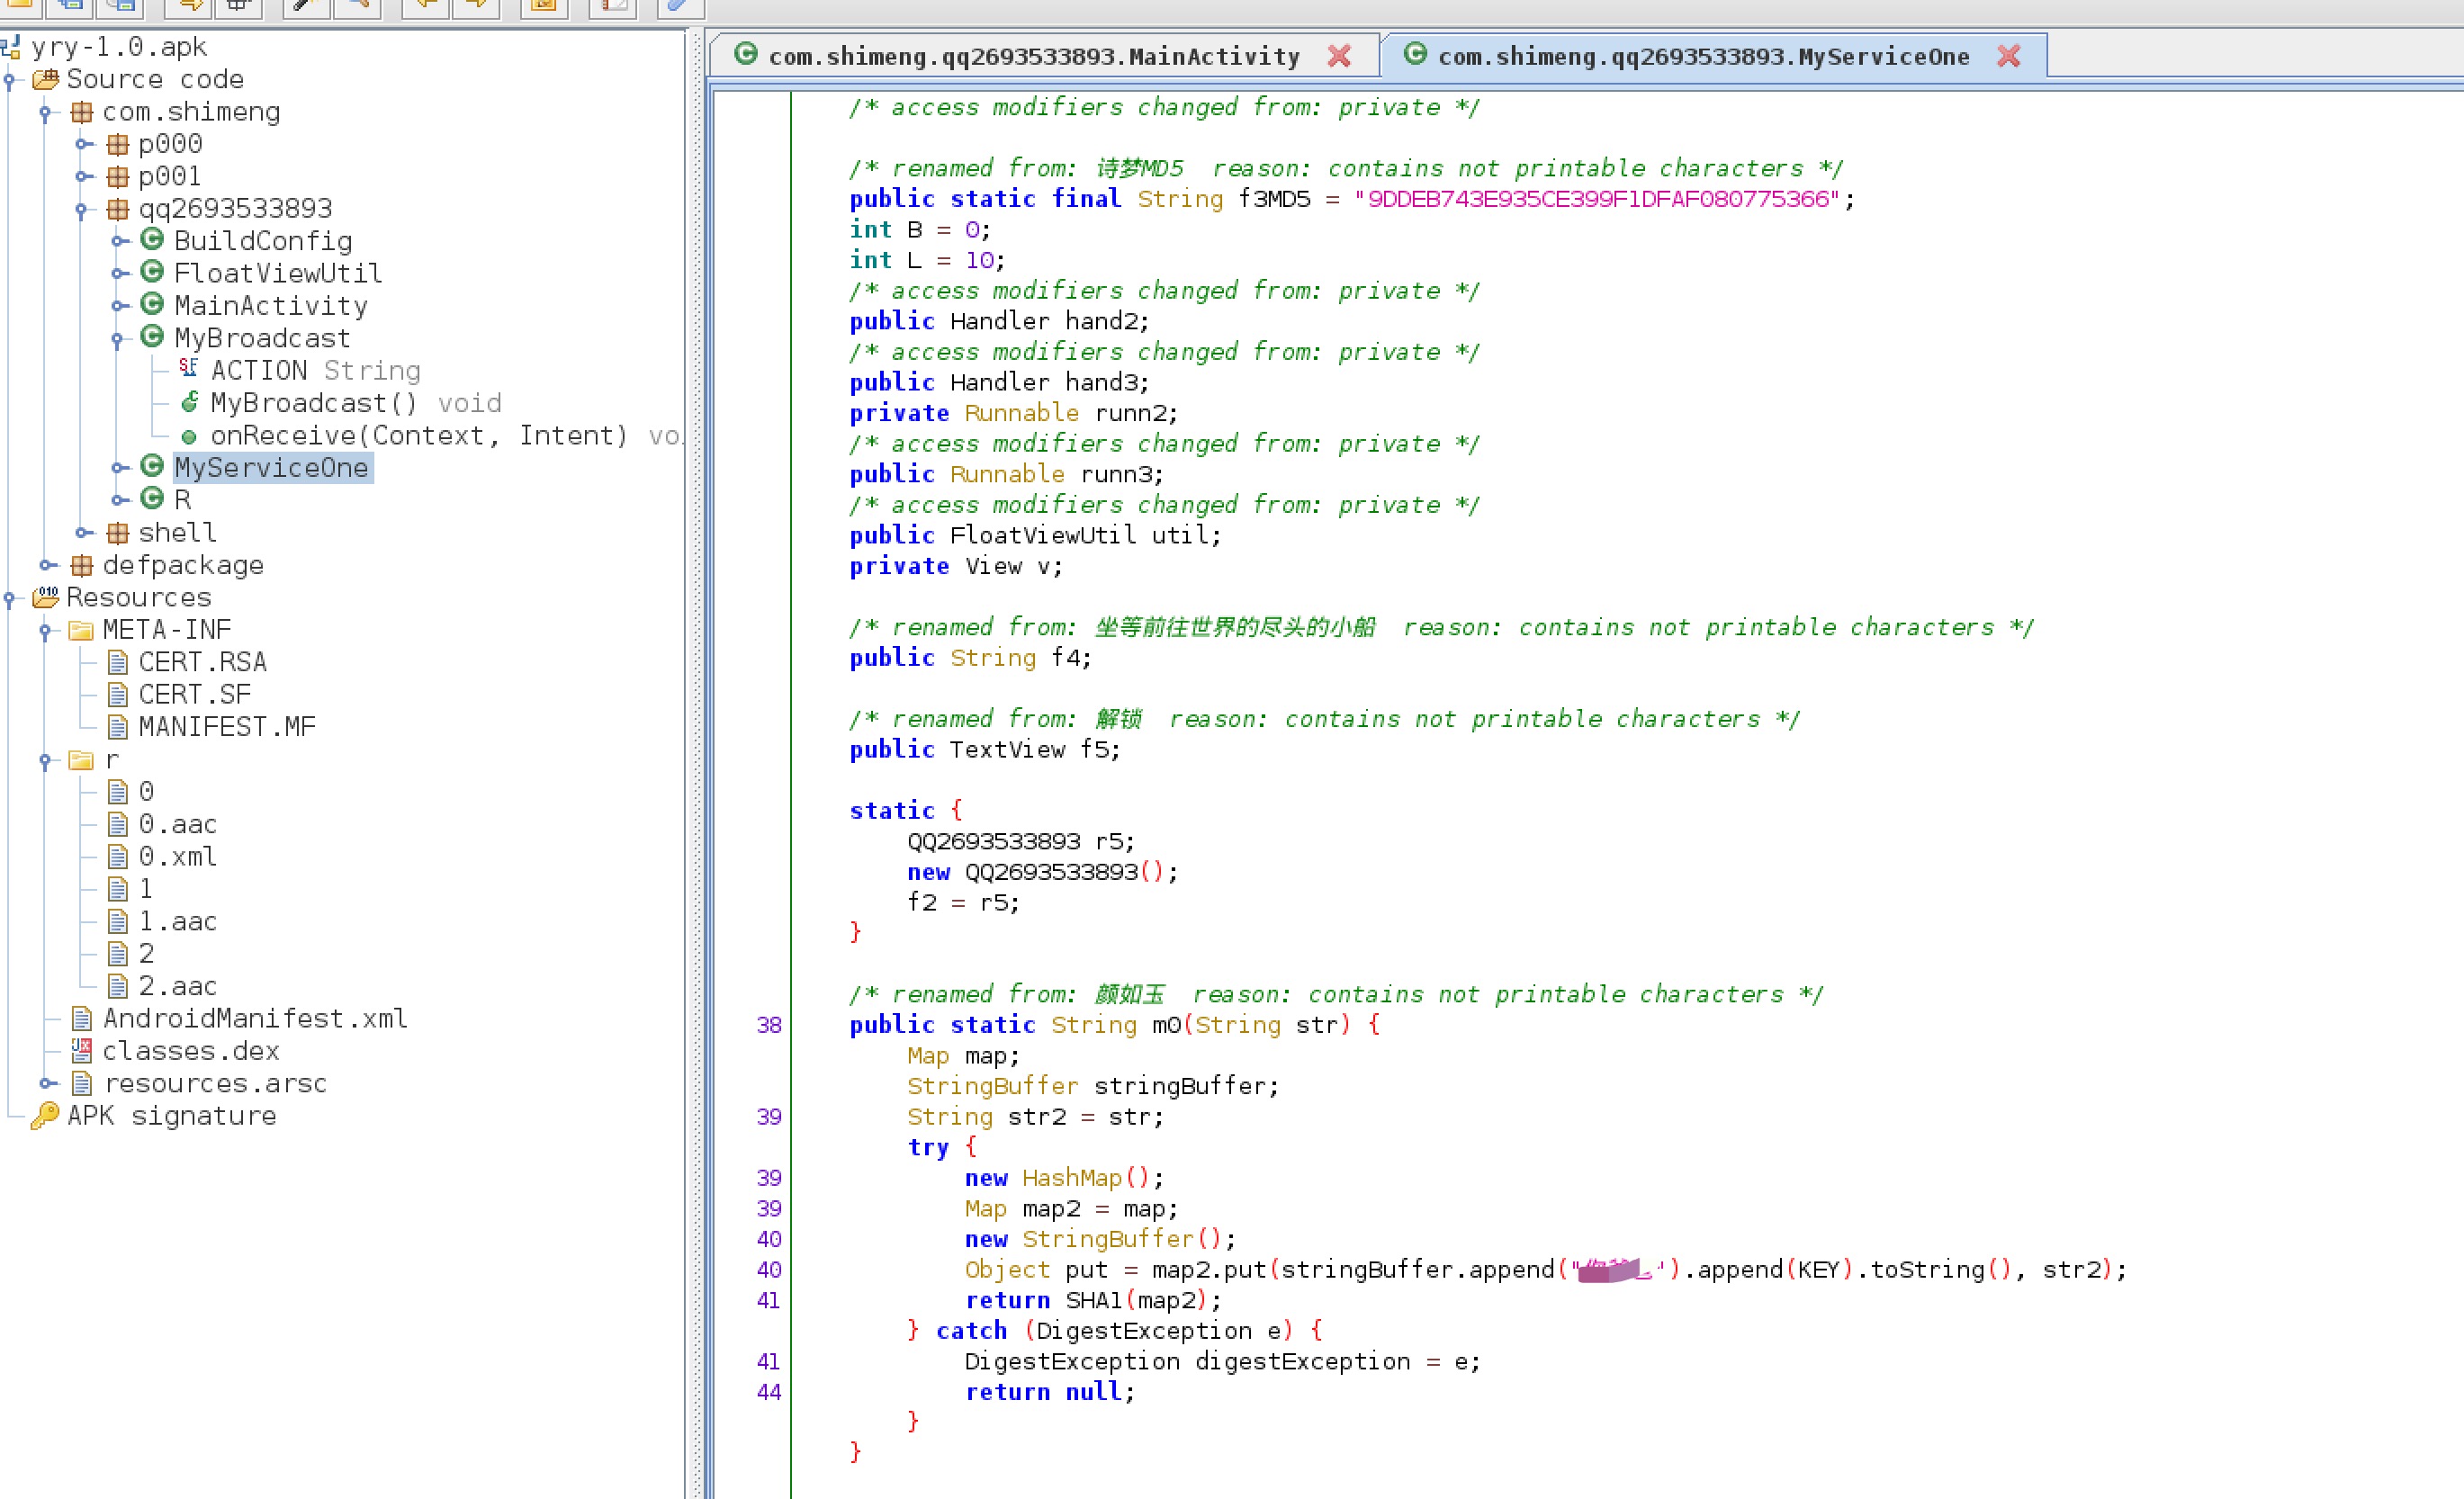 yry-1.0.apk
Source code
com.shimeng
p000
p001
qq2693533893
BuildConfig
FloatViewUtil
MainActivity
MyBroadcast
ACTION String
MyBroadcast() void
onReceive(Context, Intent) vo
MyServiceOne
R
shell
defpackage
Resources
META-INF
CERT.RSA
CERT.SF
MANIFEST.MF
r
0
0.aac
0.xml
1
1.aac
2
2.aac
AndroidManifest.xml
classes.dex
resources.arsc
APK signature
com.shimeng.qq2693533893.MainActivity
com.shimeng.qq2693533893.MyServiceOne
/* access modifiers changed from: private */
/* renamed from: 诗梦MD5  reason: contains not printable characters */
public static final String f3MD5 = "9DDEB743E935CE399F1DFAF080775366";
int B = 0;
int L = 10;
/* access modifiers changed from: private */
public Handler hand2;
/* access modifiers changed from: private */
public Handler hand3;
private Runnable runn2;
/* access modifiers changed from: private */
public Runnable runn3;
/* access modifiers changed from: private */
public FloatViewUtil util;
private View v;
/* renamed from: 坐等前往世界的尽头的小船  reason: contains not printable characters */
public String f4;
/* renamed from: 解锁  reason: contains not printable characters */
public TextView f5;
static {
QQ2693533893 r5;
new QQ2693533893();
f2 = r5;
}
/* renamed from: 颜如玉  reason: contains not printable characters */
38 public static String m0(String str) {
Map map;
StringBuffer stringBuffer;
39 String str2 = str;
try {
39 new HashMap();
39 Map map2 = map;
40 new StringBuffer();
40 Object put = map2.put(stringBuffer.append("").append(KEY).toString(), str2);
41 return SHA1(map2);
} catch (DigestException e) {
41 DigestException digestException = e;
44 return null;
}
}